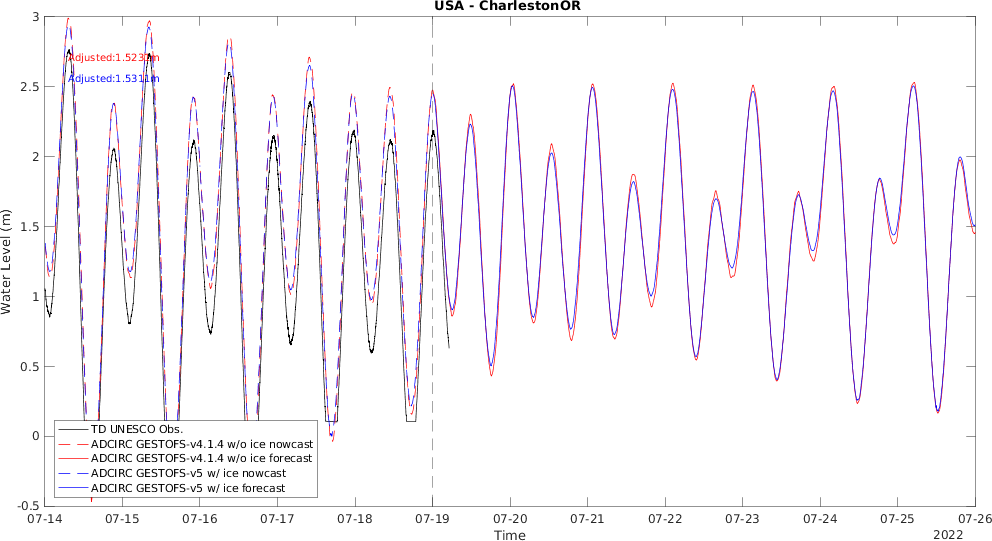 USA - CharlestonOR
3
Adjusted:1.523 m
Adjusted:1.5311m
2.5
2
1.5
1
0.5
0
-0.5
Water Level (m)
TD UNESCO Obs.
ADCIRC GESTOFS-v4.1.4 w/o ice nowcast
ADCIRC GESTOFS-v4.1.4 w/o ice forecast
ADCIRC GESTOFS-v5 w/ ice nowcast
ADCIRC GESTOFS-v5 w/ ice forecast
07-14 07-15 07-16 07-17 07-18 07-19 07-20 07-21 07-22 07-23 07-24 07-25 07-26
Time
2022